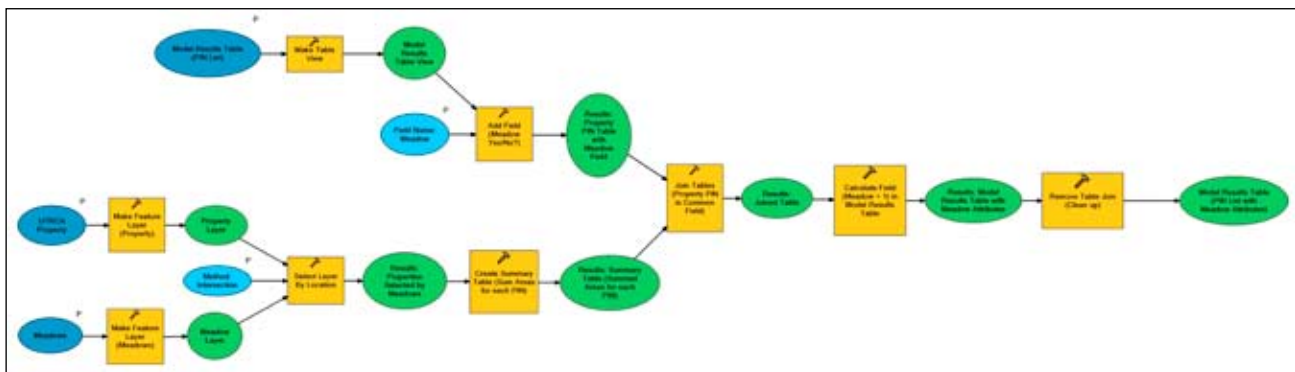 P
Model Results Table
(PIN List)
Make Table
View
Model
Results
Table View
P
Field Name:
Meadow
Add Field
(Meadow
Yes/No?)
Results:
Property
PIN Table
with
Meadow
Field
Join Tables
(Property PIN
is Common
Field)
Results:
Joined Table
Calculate Field
(Meadow = 1) in
Model Results
Table
Results: Model
Results Table with
Meadow Attributes
Remove Table Join
(Clean up)
Model Results Table
(PIN List with
Meadow Attributes)
P
Property
Make Feature
Layer
(Property)
Property
Layer
P
Method:
Intersection
Select Layer
By Location
Results:
Properties
Selected by
Meadows
Create Summary
Table (Sum Areas
for each PIN)
Results: Summary
Table (Summed
Areas for each
PIN)
P
Meadows
Make Feature
Layer
(Meadows)
Meadow
Layer